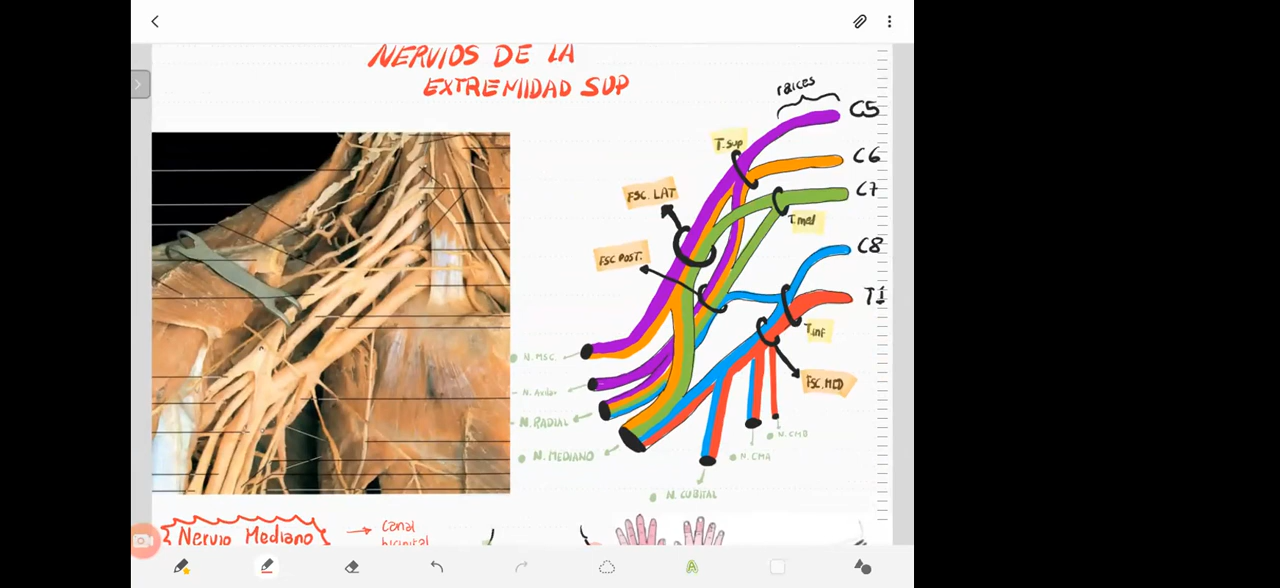 NERVIOS DE LA
EXTREMIDAD SUP
raíces
C5
T.sup
C6
C7
FSC. LAT
T.med
FSC POST.
C8
T1
T.inf
N. MSC.
FSC. MED
N. Axilar
N. RADIAL
N. CMB
N. MEDIANO
N. CMA
N. CUBITAL
Nervio Mediano
→ Canal
bicipital
A